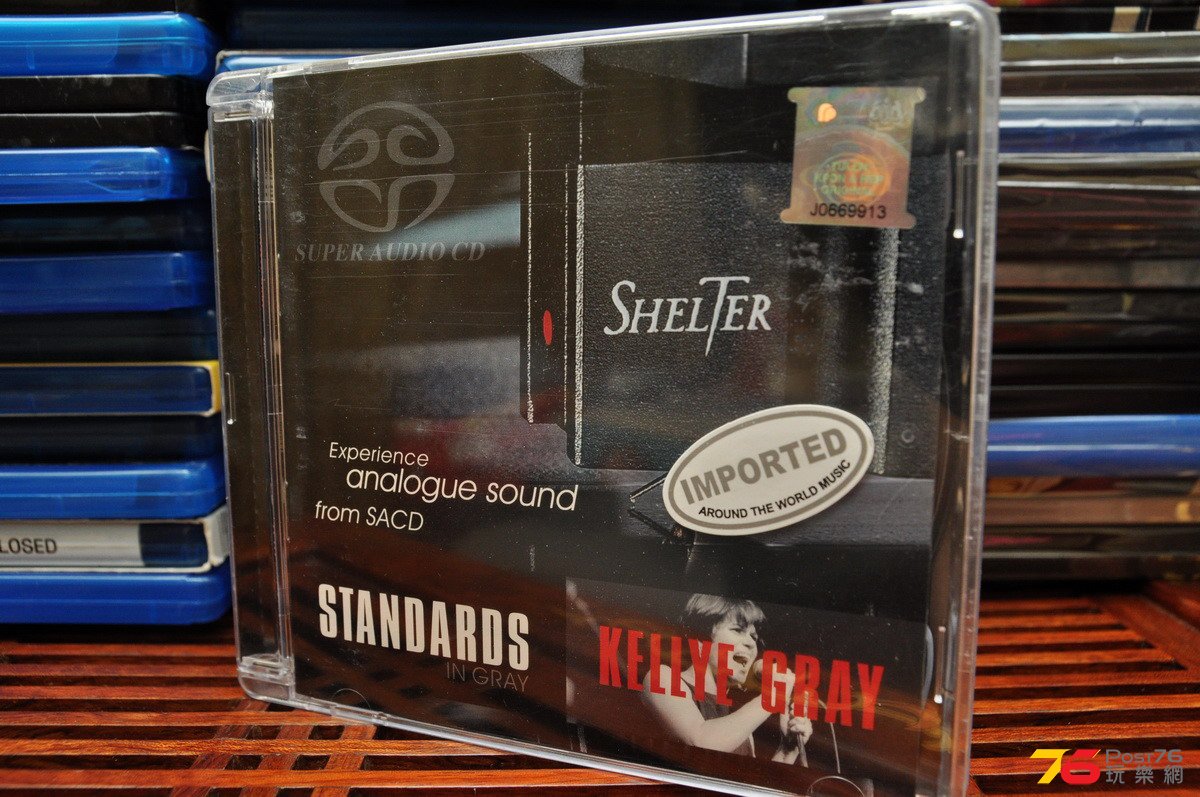 SUPER AUDIO CD
J0669913
SHELTER
IMPORTED
AROUND THE WORLD MUSIC
Experience
analogue sound
from SACD
STANDARDS
IN GRAY
KELLYE GRAY
LOSED
76 Post76
玩樂網